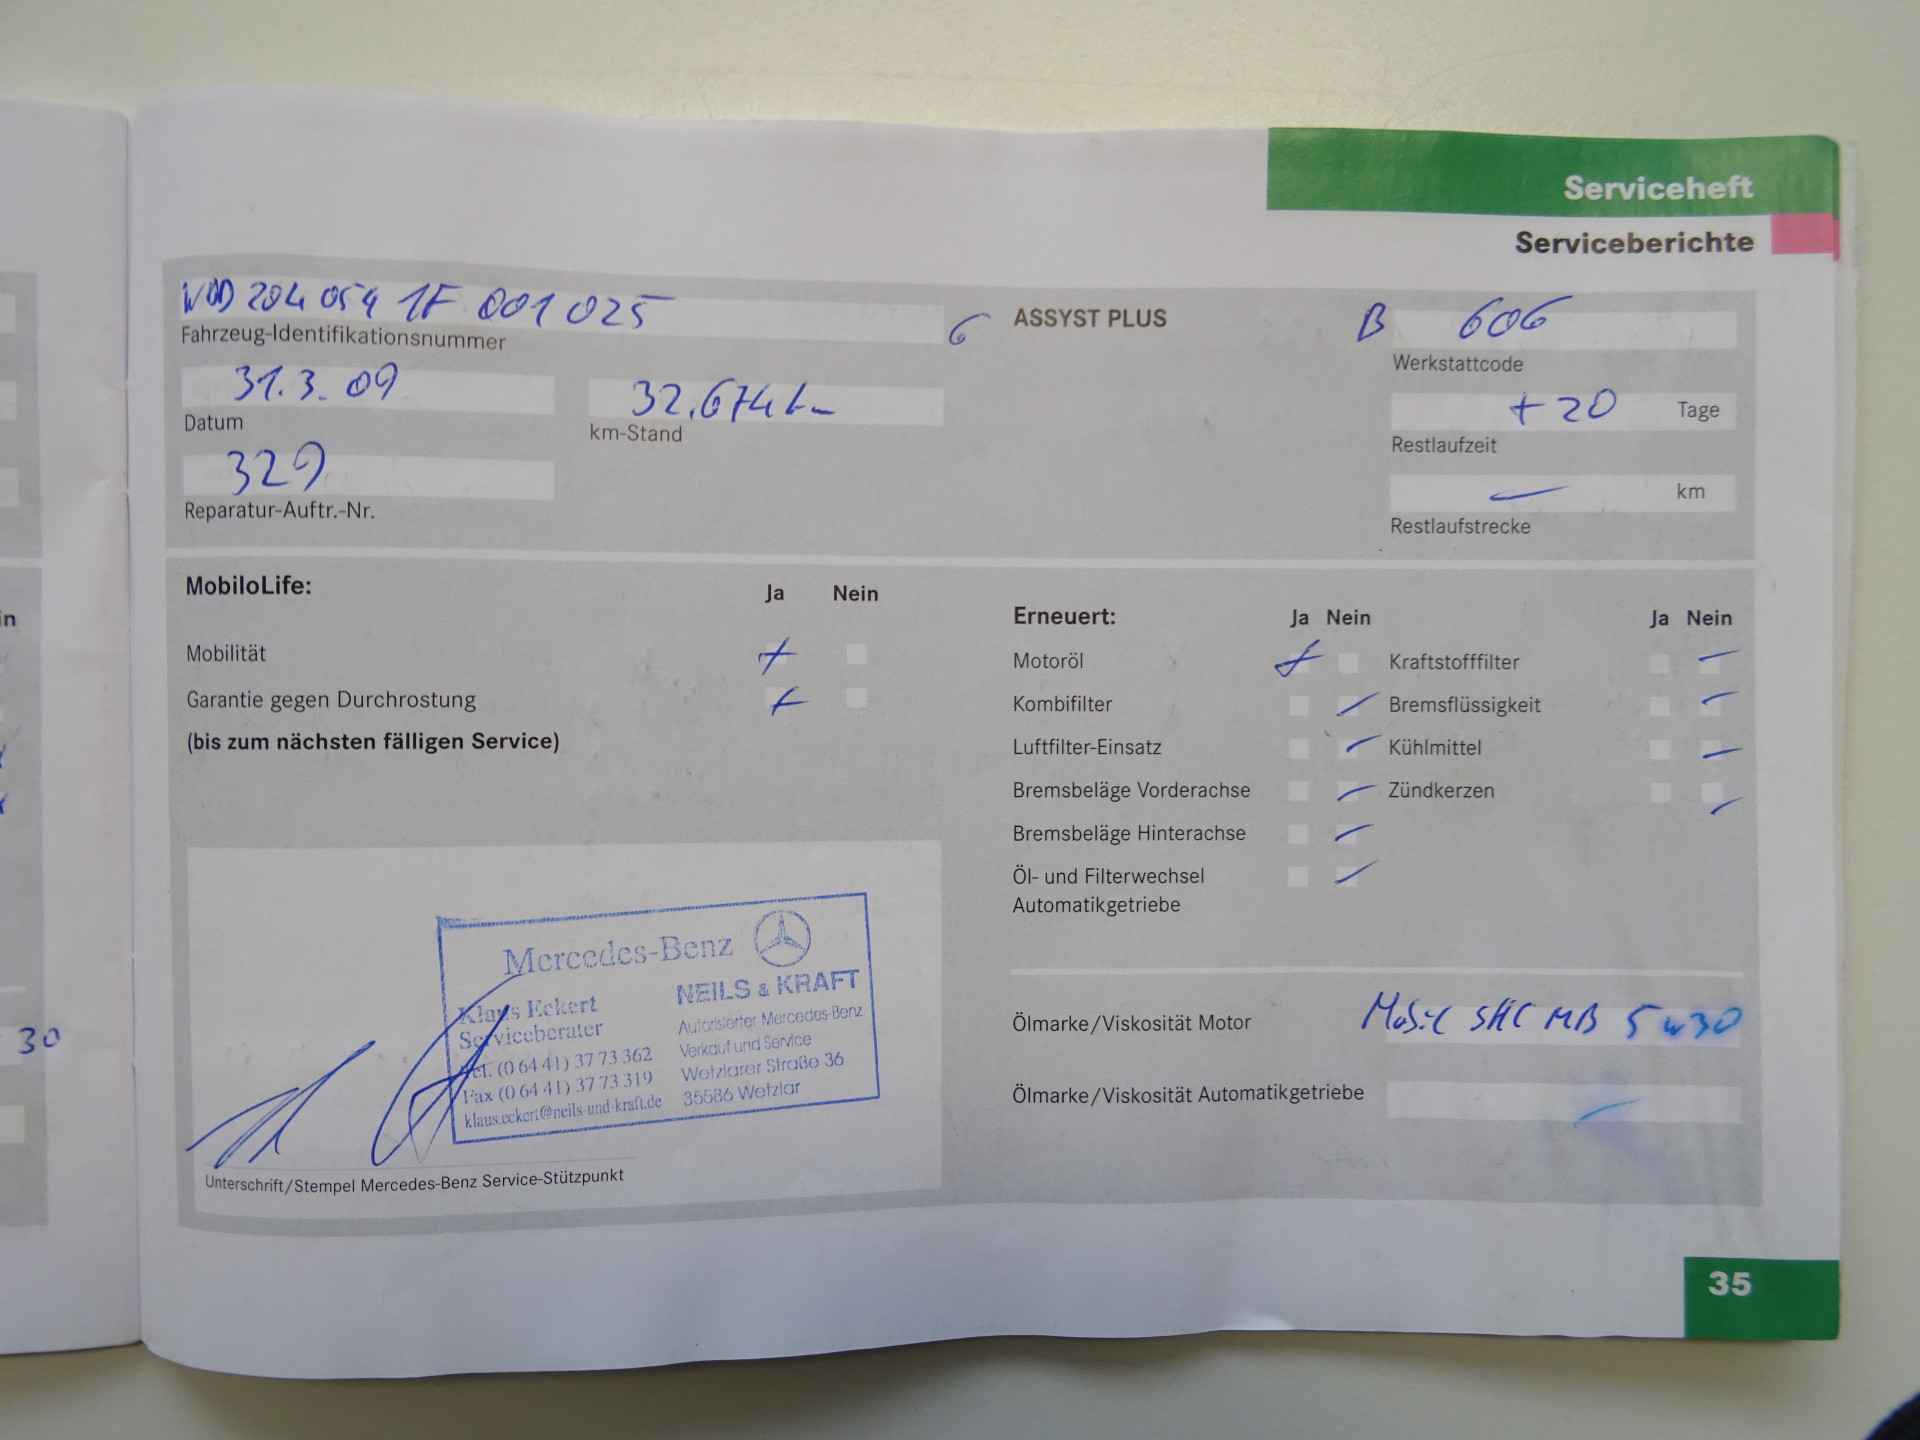 Serviceheft
Serviceberichte
WDD 204 054 1F 001 025 6
Fahrzeug-Identifikationsnummer
31.3.09
Datum
32.674 km
km-Stand
329
Reparatur-Auftr.-Nr.
ASSYST PLUS
B 606
Werkstattcode
+20 Tage
Restlaufzeit
— km
Restlaufstrecke
MobiloLife: Ja Nein
Mobilität
Garantie gegen Durchrostung
(bis zum nächsten fälligen Service)
Mercedes-Benz
Klaus Eckert
Serviceberater
Tel. (0 64 41) 37 73 362
Fax (0 64 41) 37 73 319
klaus.eckert@neils-und-kraft.de
NEILS & KRAFT
Autorisierter Mercedes-Benz
Verkauf und Service
Wetzlarer Straße 36
35586 Wetzlar
Unterschrift/Stempel Mercedes-Benz Service-Stützpunkt
Erneuert: Ja Nein Ja Nein
Motoröl Kraftstofffilter
Kombifilter Bremsflüssigkeit
Luftfilter-Einsatz Kühlmittel
Bremsbeläge Vorderachse Zündkerzen
Bremsbeläge Hinterachse
Öl- und Filterwechsel
Automatikgetriebe
Ölmarke/Viskosität Motor Mobil SHC MB 5w30
Ölmarke/Viskosität Automatikgetriebe
35
in
30